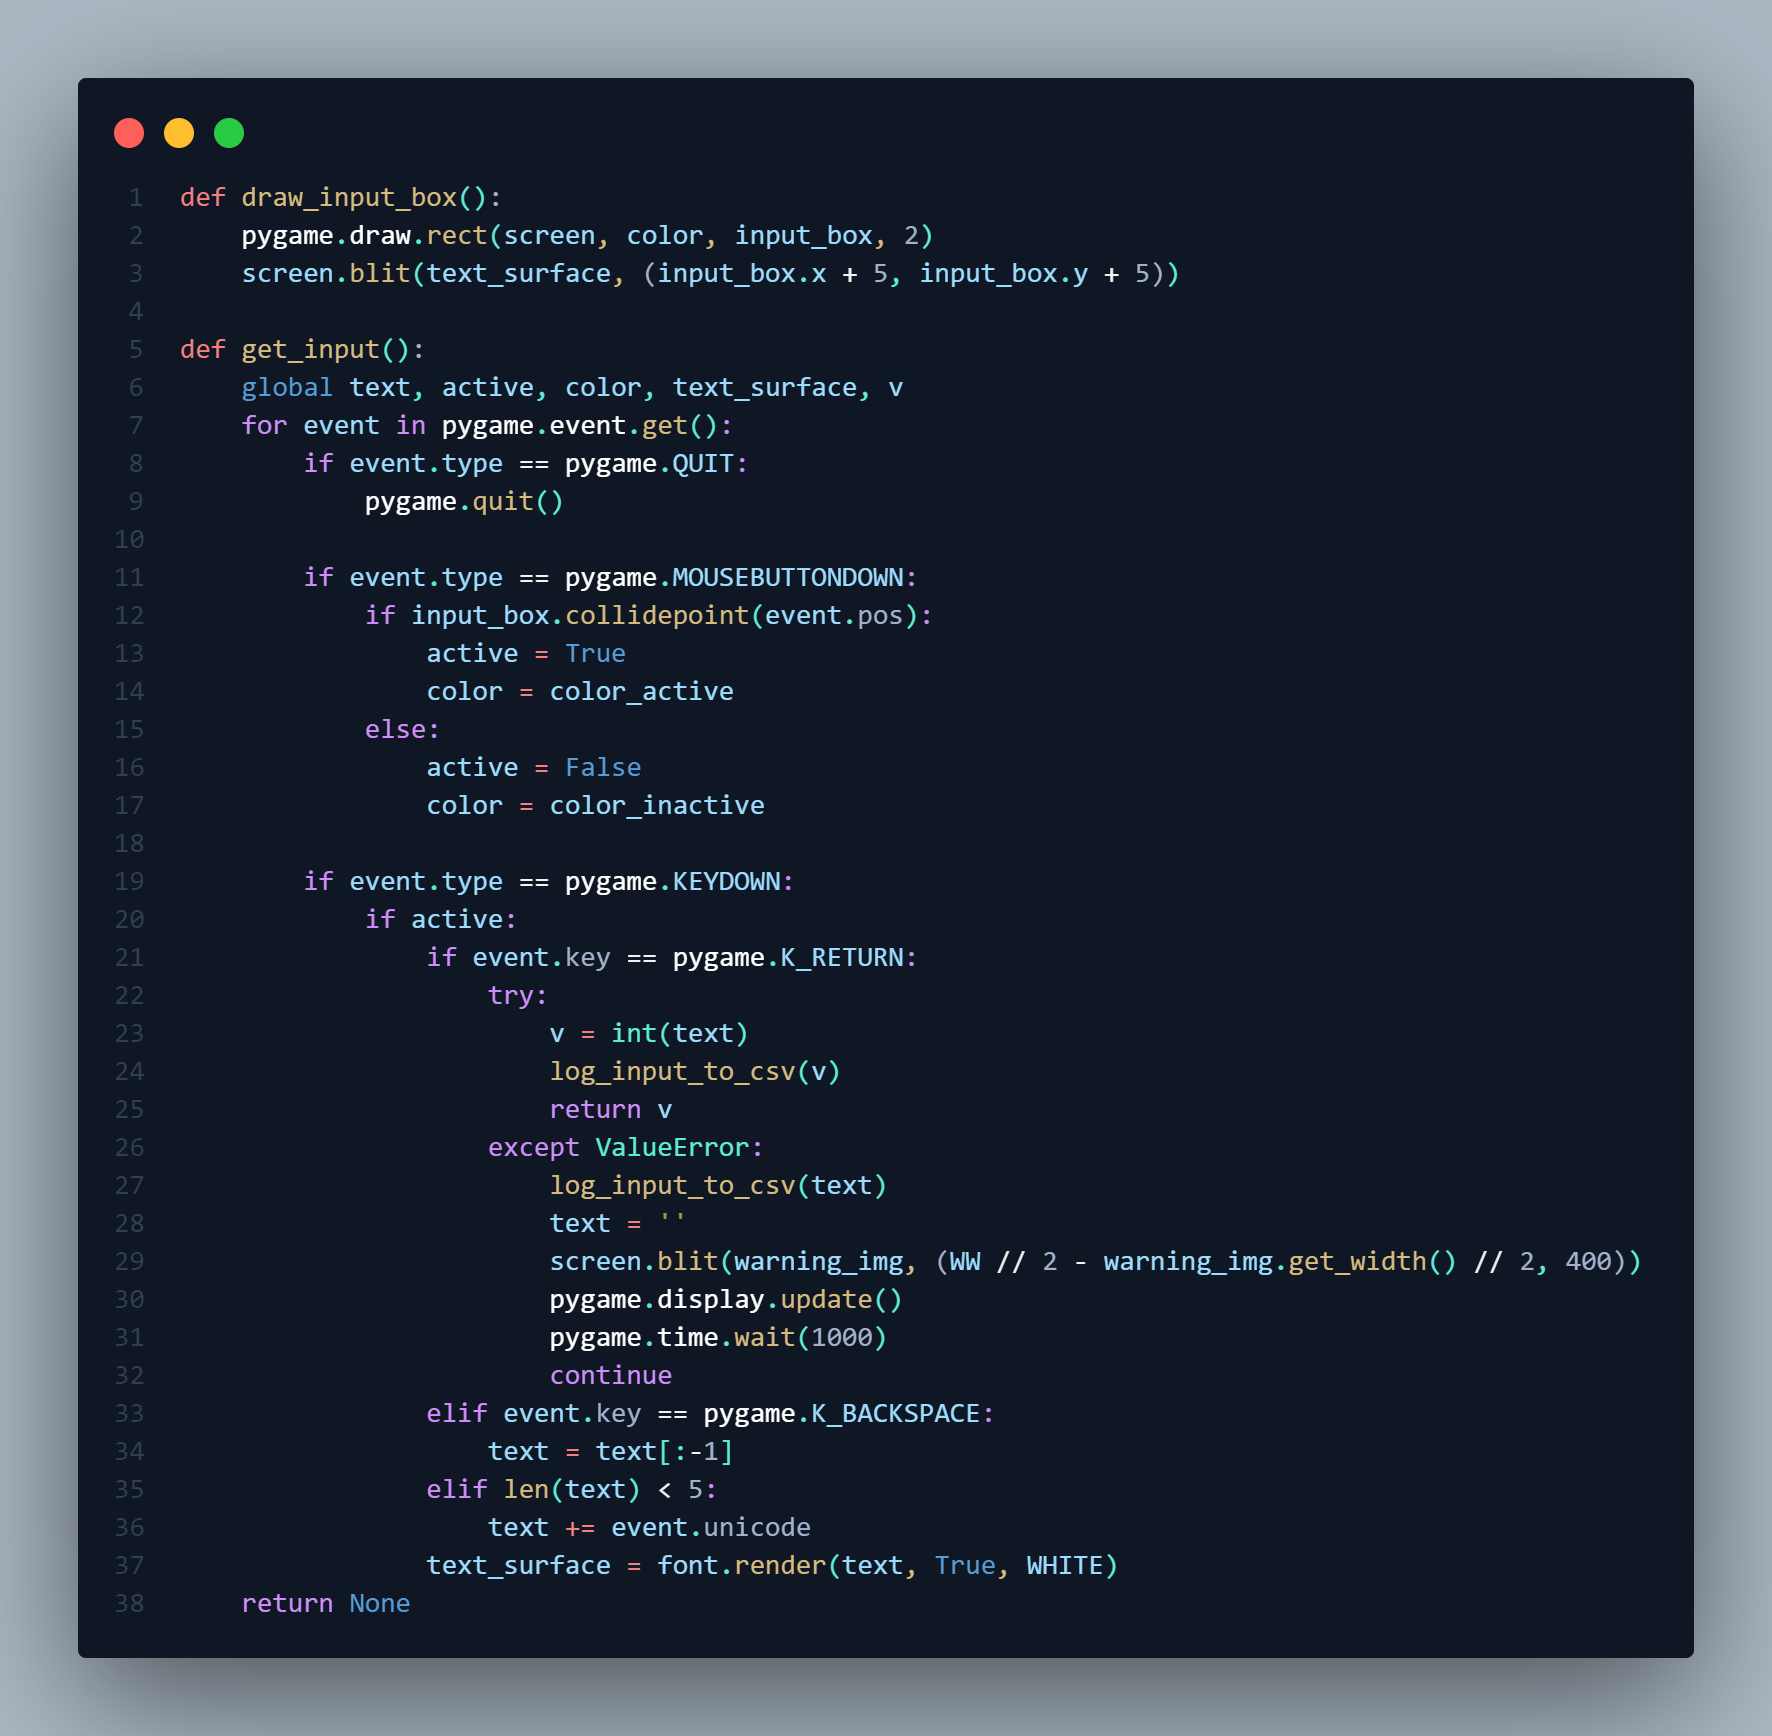 1 def draw_input_box():
2     pygame.draw.rect(screen, color, input_box, 2)
3     screen.blit(text_surface, (input_box.x + 5, input_box.y + 5))
4
5 def get_input():
6     global text, active, color, text_surface, v
7     for event in pygame.event.get():
8         if event.type == pygame.QUIT:
9             pygame.quit()
10
11         if event.type == pygame.MOUSEBUTTONDOWN:
12             if input_box.collidepoint(event.pos):
13                 active = True
14                 color = color_active
15             else:
16                 active = False
17                 color = color_inactive
18
19         if event.type == pygame.KEYDOWN:
20             if active:
21                 if event.key == pygame.K_RETURN:
22                     try:
23                         v = int(text)
24                         log_input_to_csv(v)
25                         return v
26                     except ValueError:
27                         log_input_to_csv(text)
28                         text = ''
29                         screen.blit(warning_img, (WW // 2 - warning_img.get_width() // 2, 400))
30                         pygame.display.update()
31                         pygame.time.wait(1000)
32                         continue
33                 elif event.key == pygame.K_BACKSPACE:
34                     text = text[:-1]
35                 elif len(text) < 5:
36                     text += event.unicode
37                 text_surface = font.render(text, True, WHITE)
38     return None